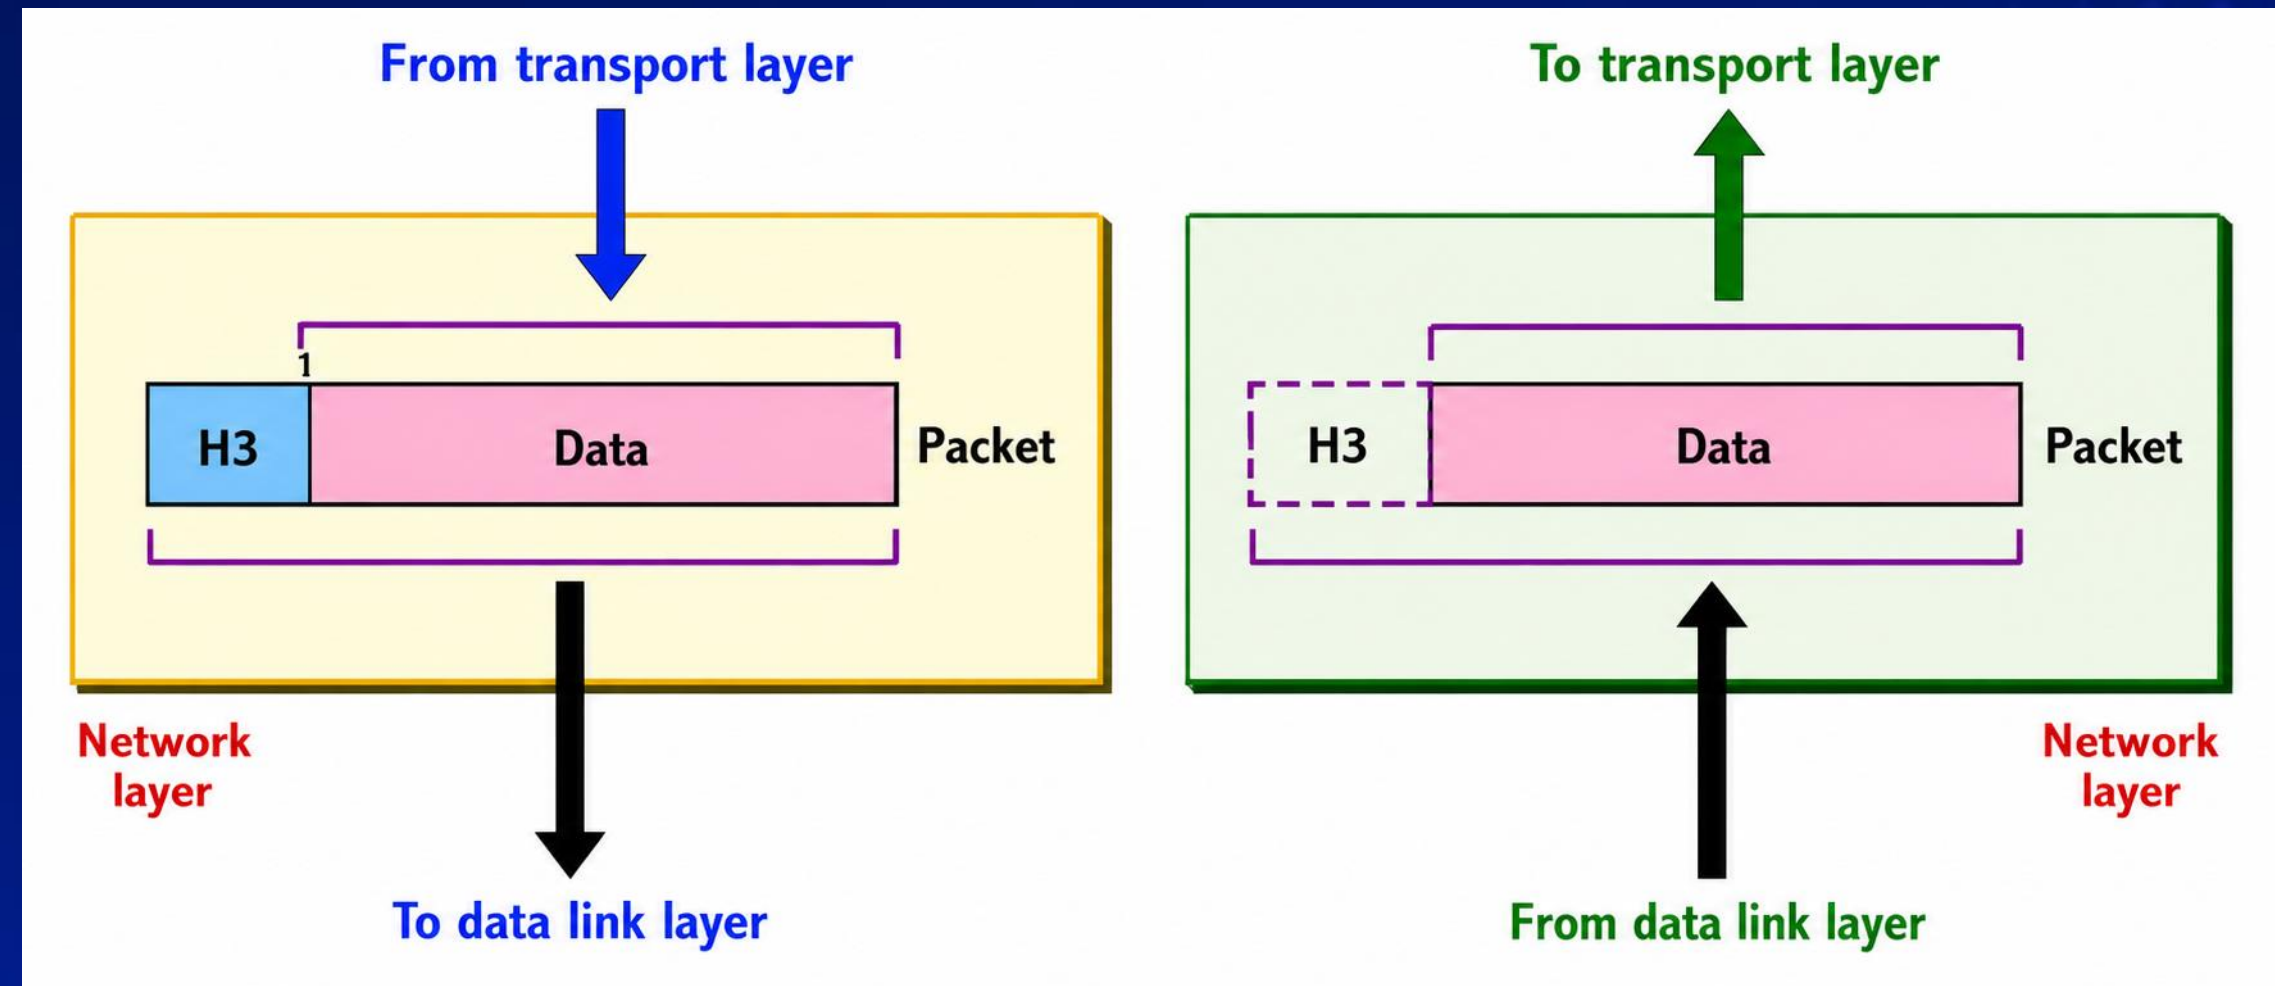 From transport layer
To transport layer
1
H3
Data
Packet
H3
Data
Packet
Network
layer
Network
layer
To data link layer
From data link layer